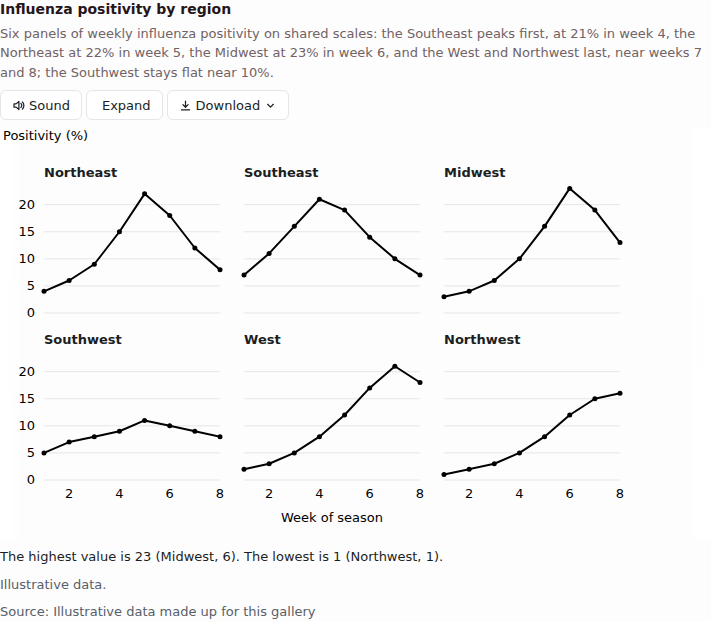 Influenza positivity by region
Six panels of weekly influenza positivity on shared scales: the Southeast peaks first, at 21% in week 4, the
Northeast at 22% in week 5, the Midwest at 23% in week 6, and the West and Northwest last, near weeks 7
and 8; the Southwest stays flat near 10%.
Sound Expand Download
Positivity (%)
Northeast Southeast Midwest
20
15
10
5
0
Southwest West Northwest
20
15
10
5
0
2 4 6 8 2 4 6 8 2 4 6 8
Week of season
The highest value is 23 (Midwest, 6). The lowest is 1 (Northwest, 1).
Illustrative data.
Source: Illustrative data made up for this gallery